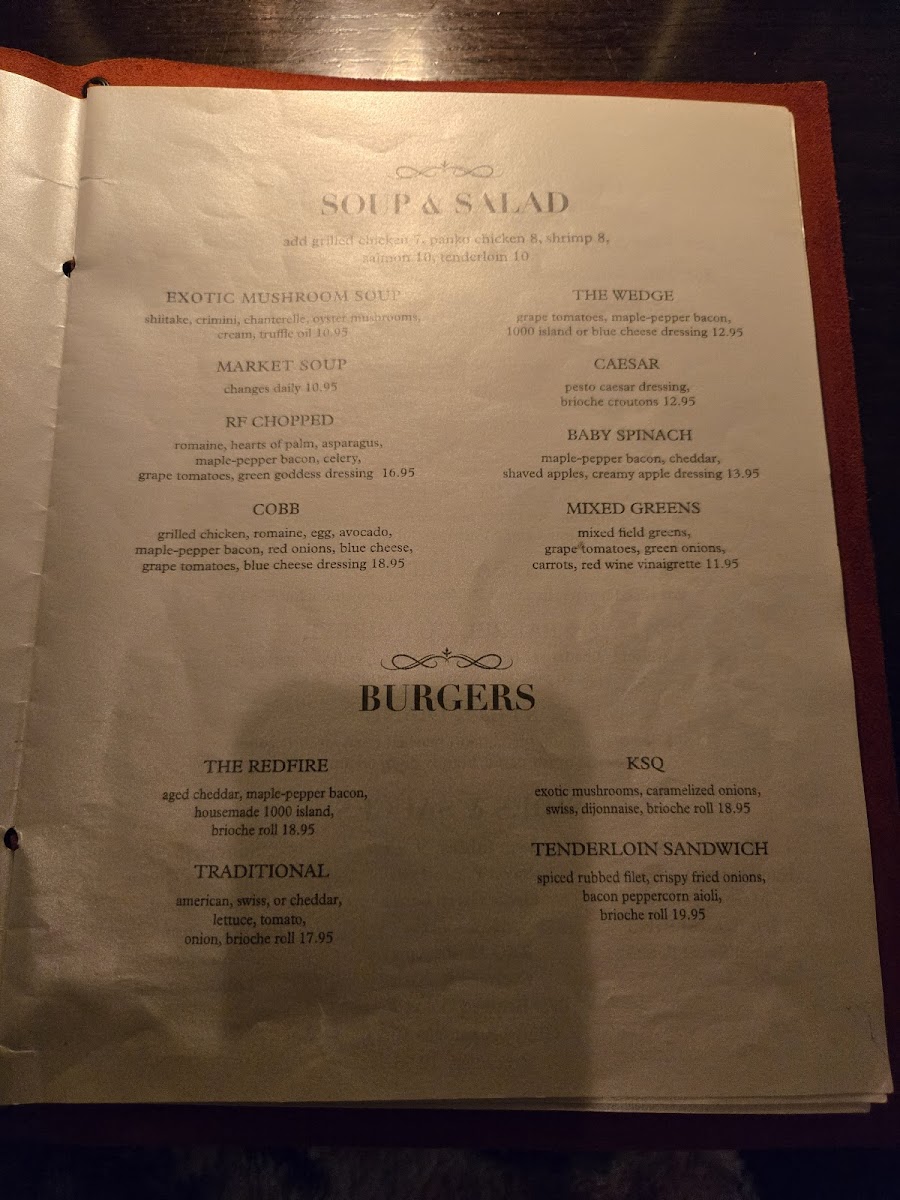 SOUP & SALAD
add grilled chicken 7, panko chicken 8, shrimp 8,
salmon 10, tenderloin 10
EXOTIC MUSHROOM SOUP
shiitake, crimini, chanterelle, oyster mushrooms,
cream, truffle oil 10.95
MARKET SOUP
changes daily 10.95
RF CHOPPED
romaine, hearts of palm, asparagus,
maple-pepper bacon, celery,
grape tomatoes, green goddess dressing 16.95
COBB
grilled chicken, romaine, egg, avocado,
maple-pepper bacon, red onions, blue cheese,
grape tomatoes, blue cheese dressing 18.95
THE WEDGE
grape tomatoes, maple-pepper bacon,
1000 island or blue cheese dressing 12.95
CAESAR
pesto caesar dressing,
brioche croutons 12.95
BABY SPINACH
maple-pepper bacon, cheddar,
shaved apples, creamy apple dressing 13.95
MIXED GREENS
mixed field greens,
grape tomatoes, green onions,
carrots, red wine vinaigrette 11.95
BURGERS
THE REDFIRE
aged cheddar, maple-pepper bacon,
housemade 1000 island,
brioche roll 18.95
TRADITIONAL
american, swiss, or cheddar,
lettuce, tomato,
onion, brioche roll 17.95
KSQ
exotic mushrooms, caramelized onions,
swiss, dijonnaise, brioche roll 18.95
TENDERLOIN SANDWICH
spiced rubbed filet, crispy fried onions,
bacon peppercorn aioli,
brioche roll 19.95